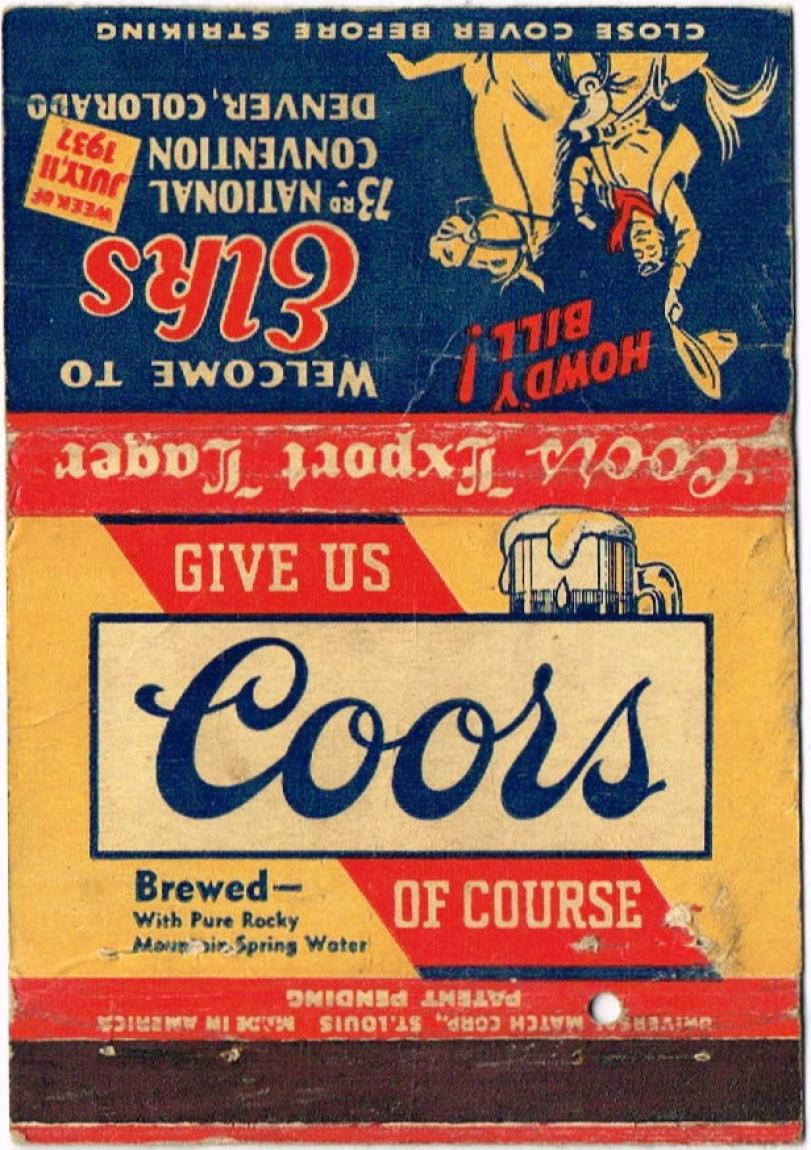 CLOSE COVER BEFORE STRIKING
HOWDY
BILL!
WELCOME TO
Elks
73RD NATIONAL
CONVENTION
DENVER, COLORADO
WEEK OF
JULY, 11
1937
Coors Export Lager
GIVE US
Coors
OF COURSE
Brewed—
With Pure Rocky
Mountain Spring Water
UNIVERSAL MATCH CORP., ST. LOUIS MADE IN AMERICA
PATENT PENDING